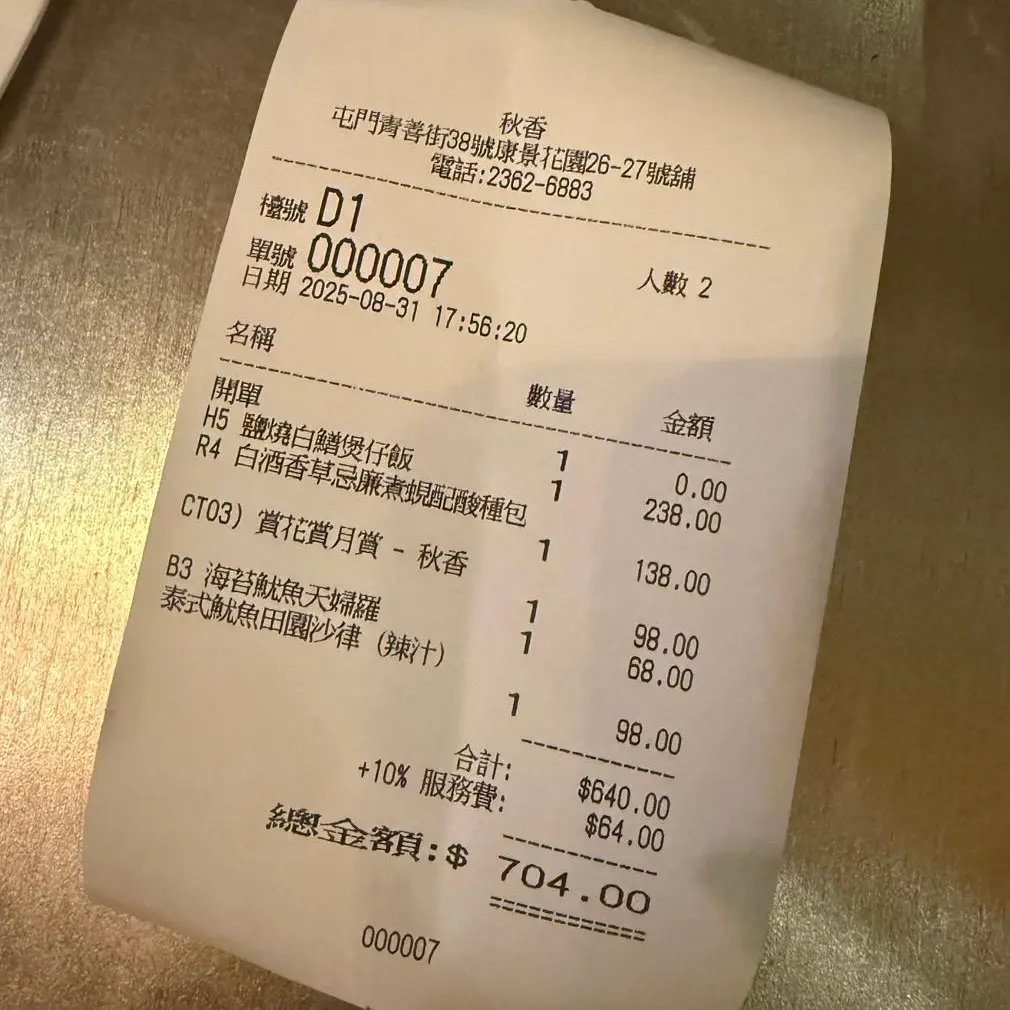 秋香
屯門青善街38號康景花園26-27號舖
電話:2362-6883
檯號 D1
人數 2
單號 000007
日期 2025-08-31 17:56:20
名稱 數量 金額
開單 1 0.00
H5 鹽燒白鱔煲仔飯 1 238.00
R4 白酒香草忌廉煮蜆配酸種包
1 138.00
CT03) 賞花賞月賞 - 秋香
1 98.00
B3 海苔魷魚天婦羅 1 68.00
泰式魷魚田園沙律 (辣汁)
1 98.00
合計: $640.00
+10% 服務費: $64.00
總金額:$ 704.00
000007